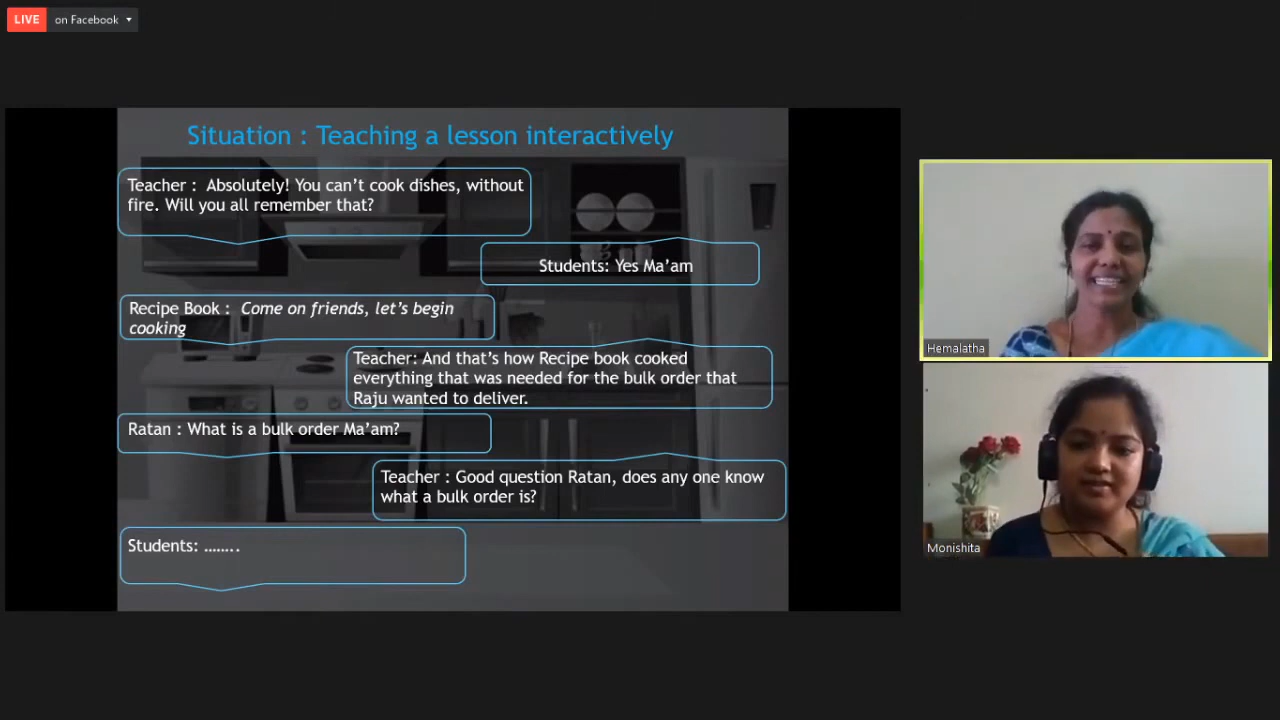 LIVE on Facebook
Situation : Teaching a lesson interactively
Teacher : Absolutely! You can't cook dishes, without
fire. Will you all remember that?
Students: Yes Ma'am
Recipe Book : Come on friends, let's begin
cooking
Teacher: And that's how Recipe book cooked
everything that was needed for the bulk order that
Raju wanted to deliver.
Ratan : What is a bulk order Ma'am?
Teacher : Good question Ratan, does any one know
what a bulk order is?
Students: ........
Hemalatha
Monishita